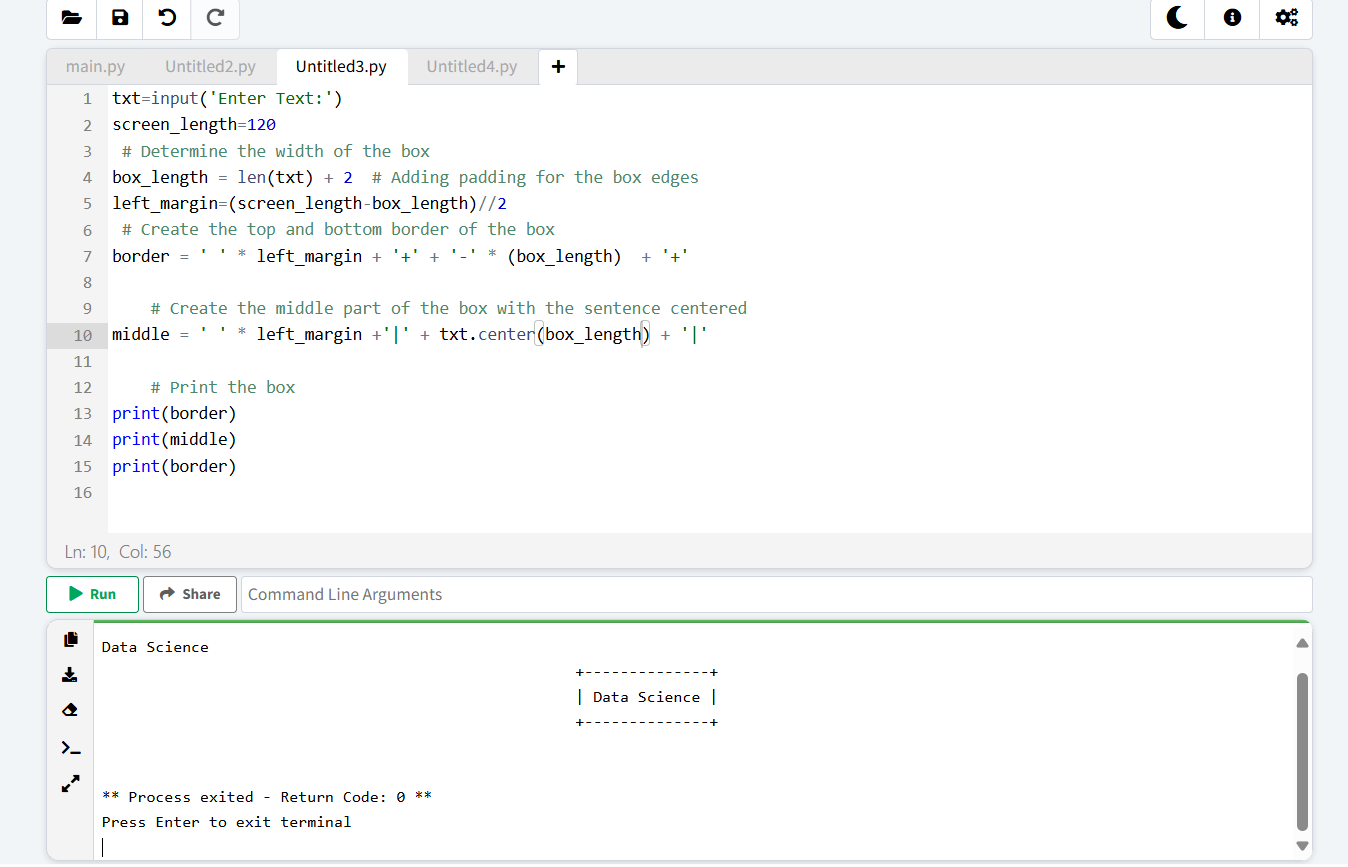 main.py Untitled2.py Untitled3.py Untitled4.py +
1 txt=input('Enter Text:')
2 screen_length=120
3  # Determine the width of the box
4 box_length = len(txt) + 2  # Adding padding for the box edges
5 left_margin=(screen_length-box_length)//2
6  # Create the top and bottom border of the box
7 border = ' ' * left_margin + '+' + '-' * (box_length)  + '+'
8
9     # Create the middle part of the box with the sentence centered
10 middle = ' ' * left_margin +'|' + txt.center(box_length) + '|'
11
12     # Print the box
13 print(border)
14 print(middle)
15 print(border)
16
Ln: 10,  Col: 56
Run Share Command Line Arguments
Data Science
+--------------+
| Data Science |
+--------------+
** Process exited - Return Code: 0 **
Press Enter to exit terminal